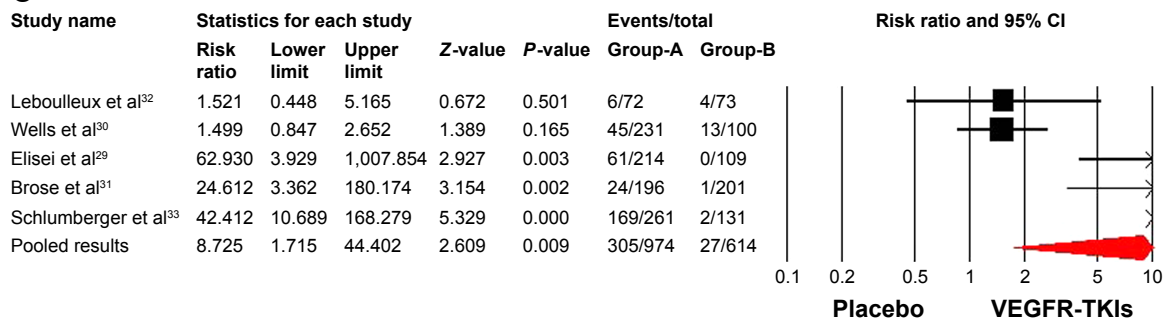 Study name Statistics for each study Events/total Risk ratio and 95% CI
Risk ratio Lower limit Upper limit Z-value P-value Group-A Group-B
Leboulleux et al32 1.521 0.448 5.165 0.672 0.501 6/72 4/73
Wells et al30 1.499 0.847 2.652 1.389 0.165 45/231 13/100
Elisei et al29 62.930 3.929 1,007.854 2.927 0.003 61/214 0/109
Brose et al31 24.612 3.362 180.174 3.154 0.002 24/196 1/201
Schlumberger et al33 42.412 10.689 168.279 5.329 0.000 169/261 2/131
Pooled results 8.725 1.715 44.402 2.609 0.009 305/974 27/614
0.1 0.2 0.5 1 2 5 10
Placebo VEGFR-TKIs